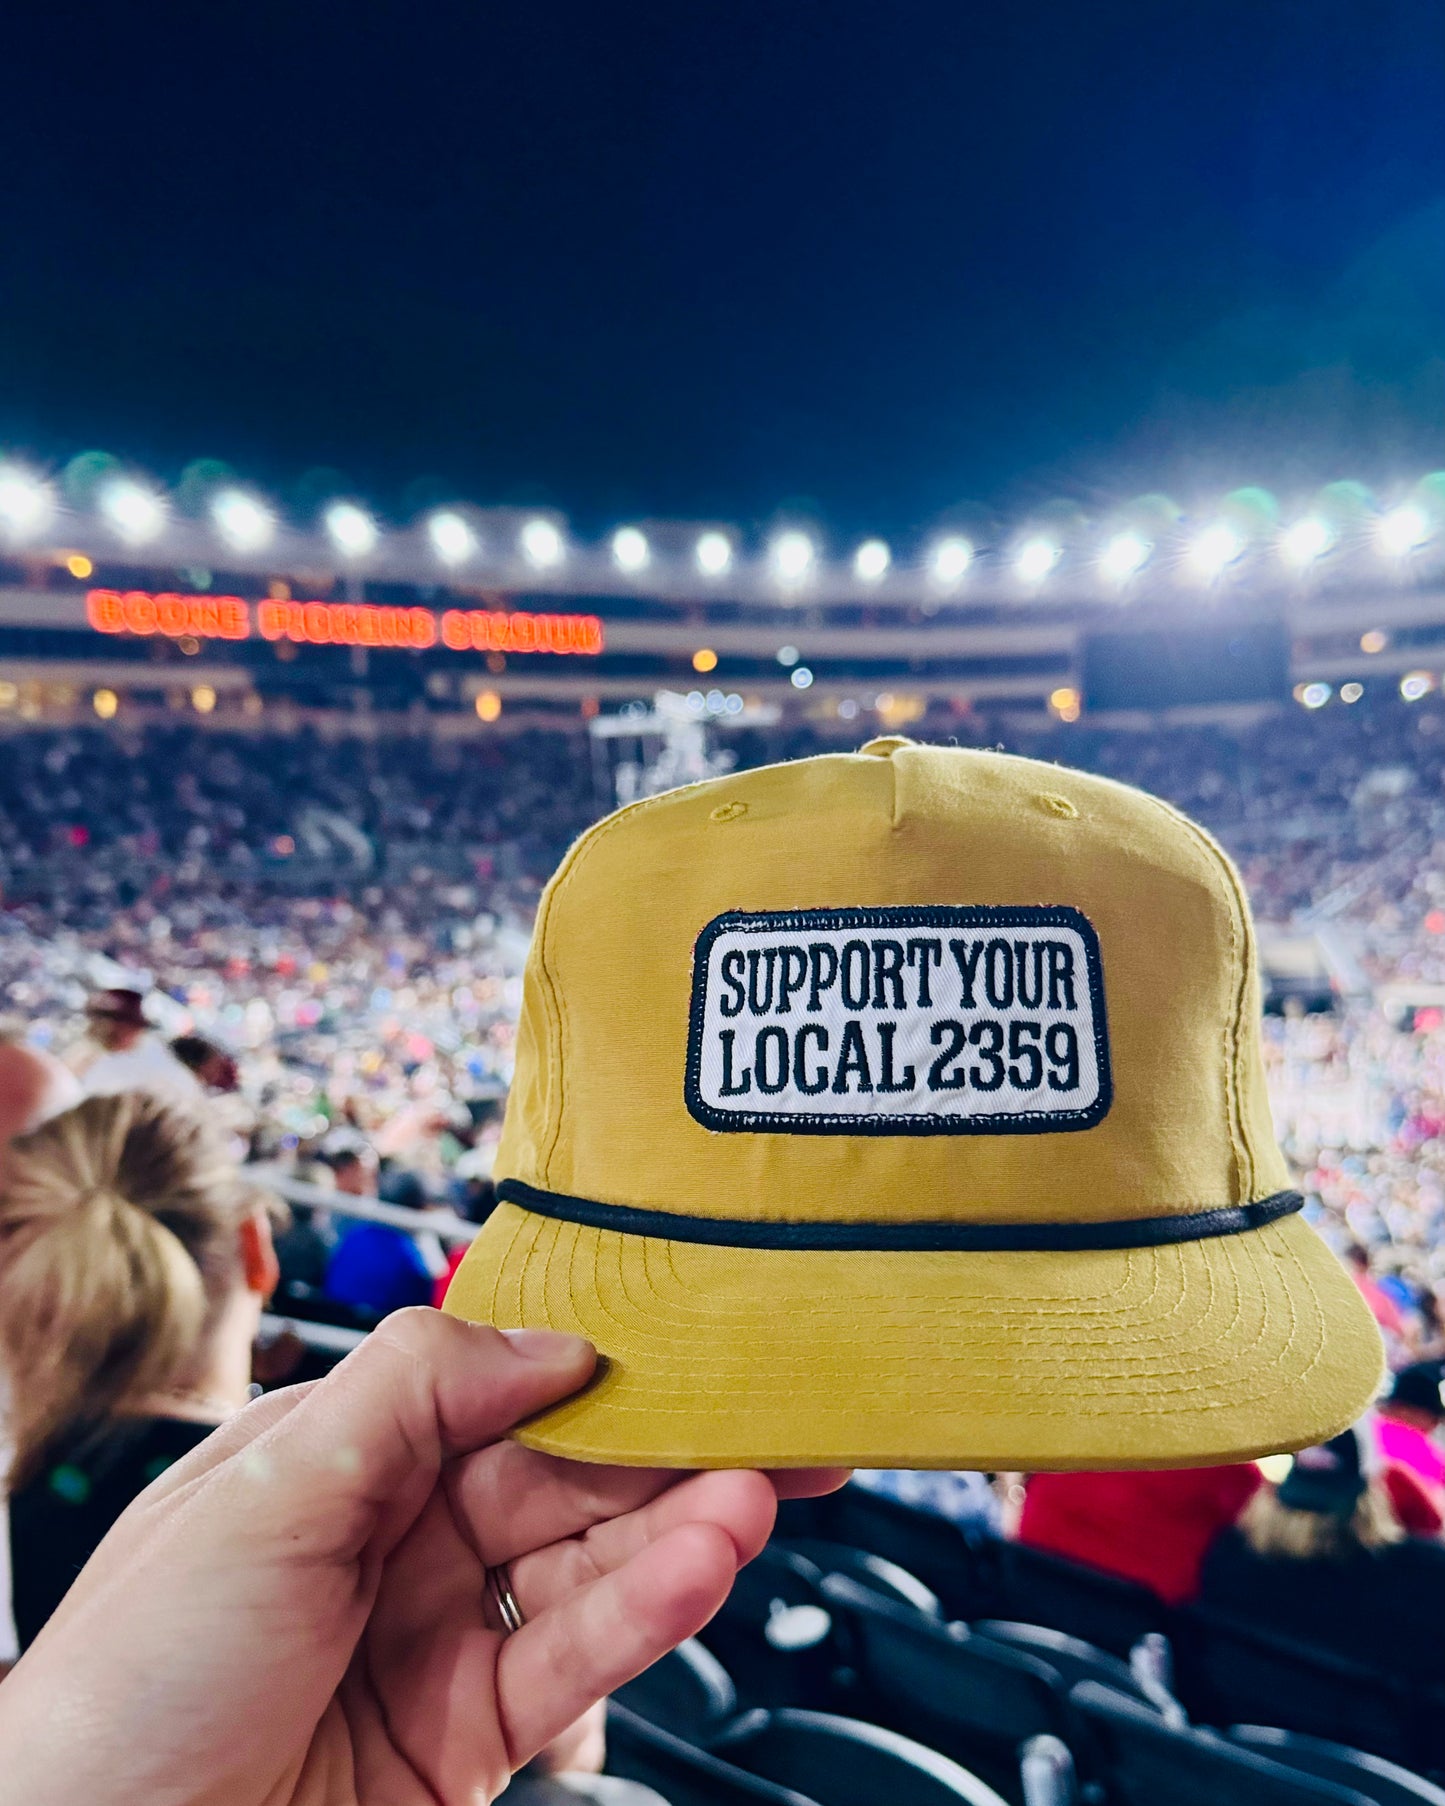 BOONE PICKENS STADIUM
SUPPORT YOUR
LOCAL 2359